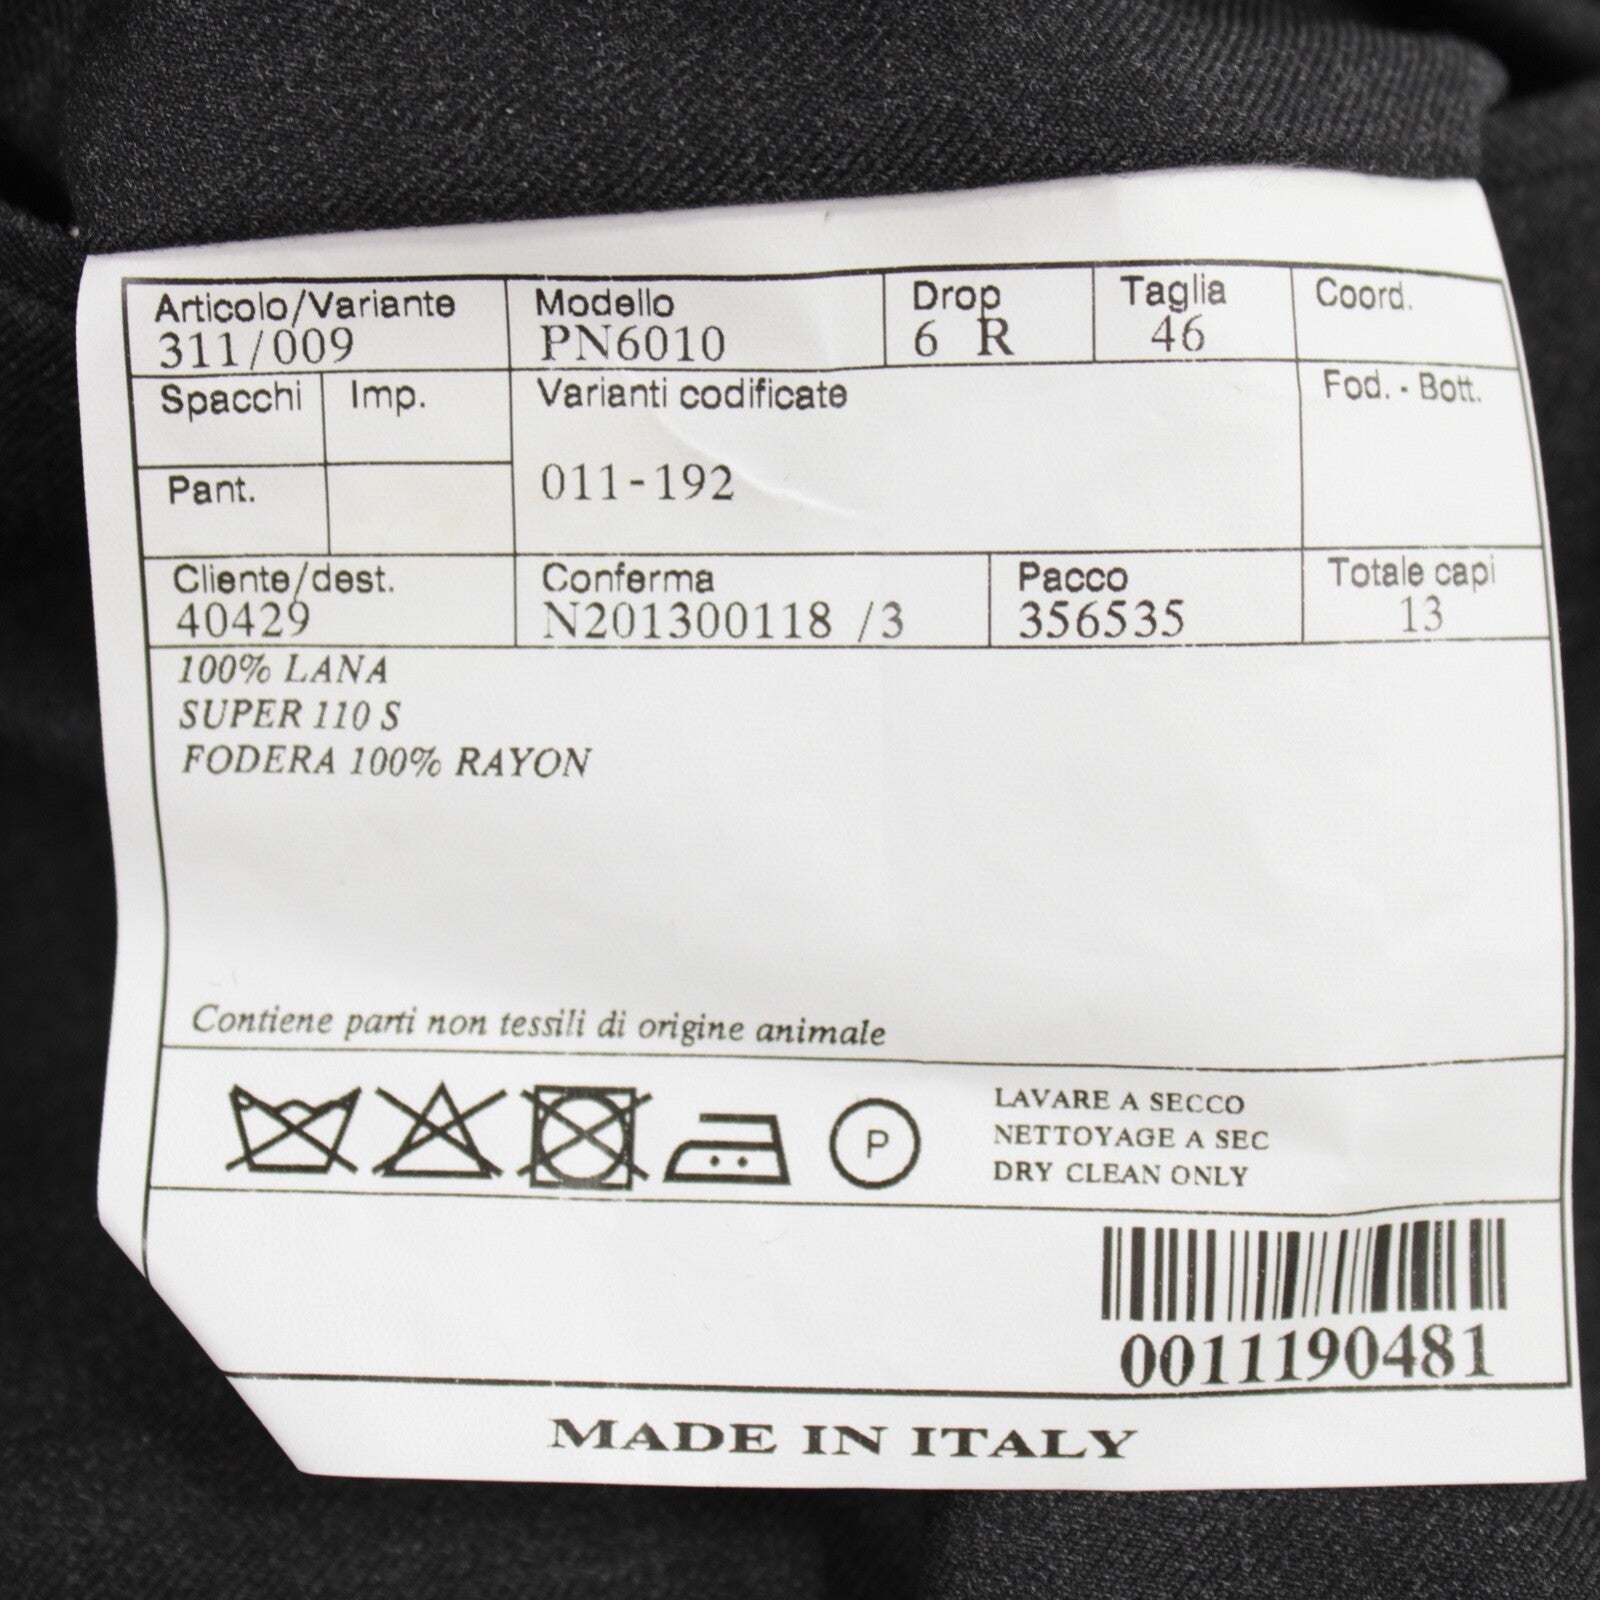 Articolo/Variante Modello Drop Taglia Coord.
311/009 PN6010 6 R 46
Spacchi Imp. Varianti codificate Fod. - Bott.
Pant. 011-192
Cliente/dest. Conferma Pacco Totale capi
40429 N201300118 /3 356535 13
100% LANA
SUPER 110 S
FODERA 100% RAYON
Contiene parti non tessili di origine animale
P
LAVARE A SECCO
NETTOYAGE A SEC
DRY CLEAN ONLY
0011190481
MADE IN ITALY